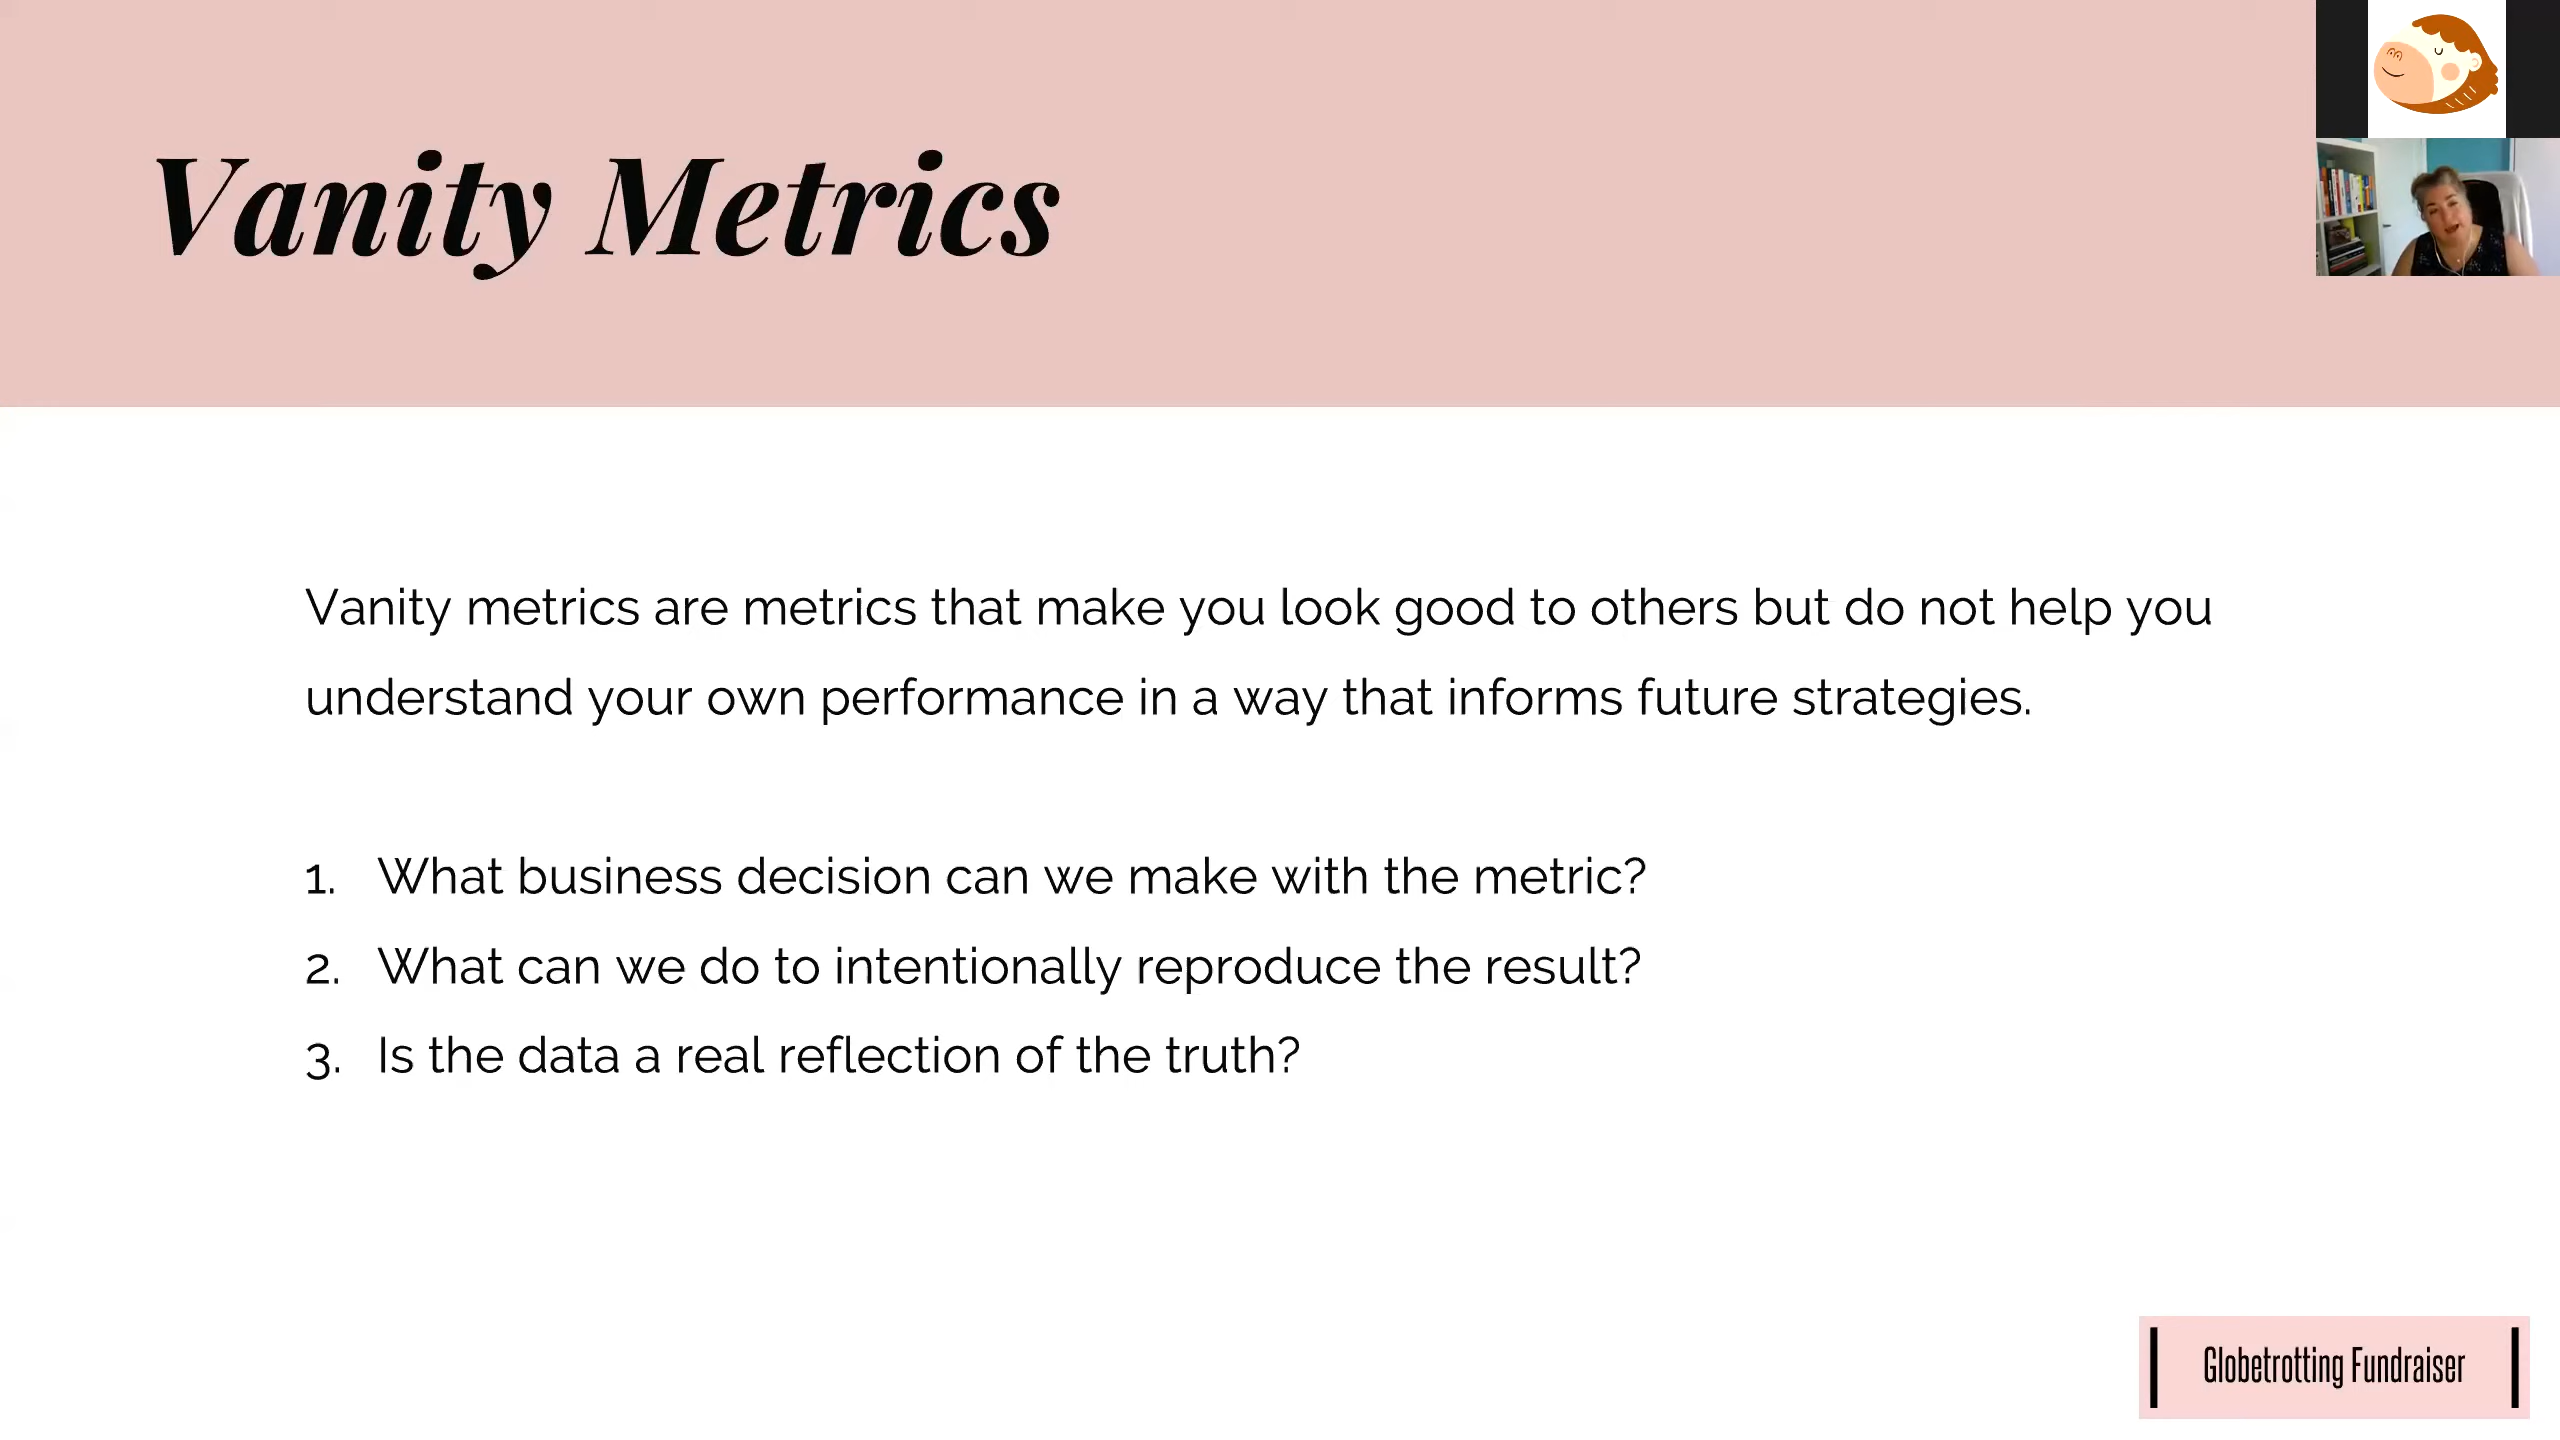 Vanity Metrics
Vanity metrics are metrics that make you look good to others but do not help you
understand your own performance in a way that informs future strategies.
1. What business decision can we make with the metric?
2. What can we do to intentionally reproduce the result?
3. Is the data a real reflection of the truth?
Globetrotting Fundraiser